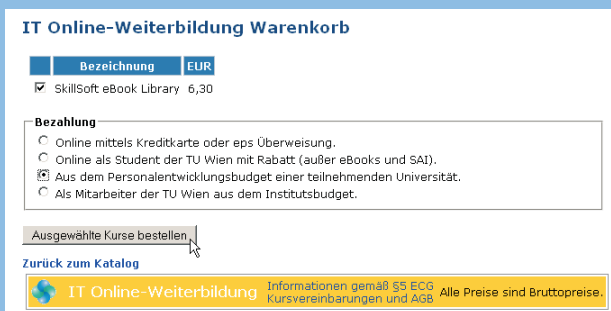 IT Online-Weiterbildung Warenkorb
Bezeichnung EUR
SkillSoft eBook Library 6,30
Bezahlung
Online mittels Kreditkarte oder eps Überweisung.
Online als Student der TU Wien mit Rabatt (außer eBooks und SAI).
Aus dem Personalentwicklungsbudget einer teilnehmenden Universität.
Als Mitarbeiter der TU Wien aus dem Institutsbudget.
Ausgewählte Kurse bestellen
Zurück zum Katalog
IT Online-Weiterbildung
Informationen gemäß §5 ECG
Kursvereinbarungen und AGB
Alle Preise sind Bruttopreise.